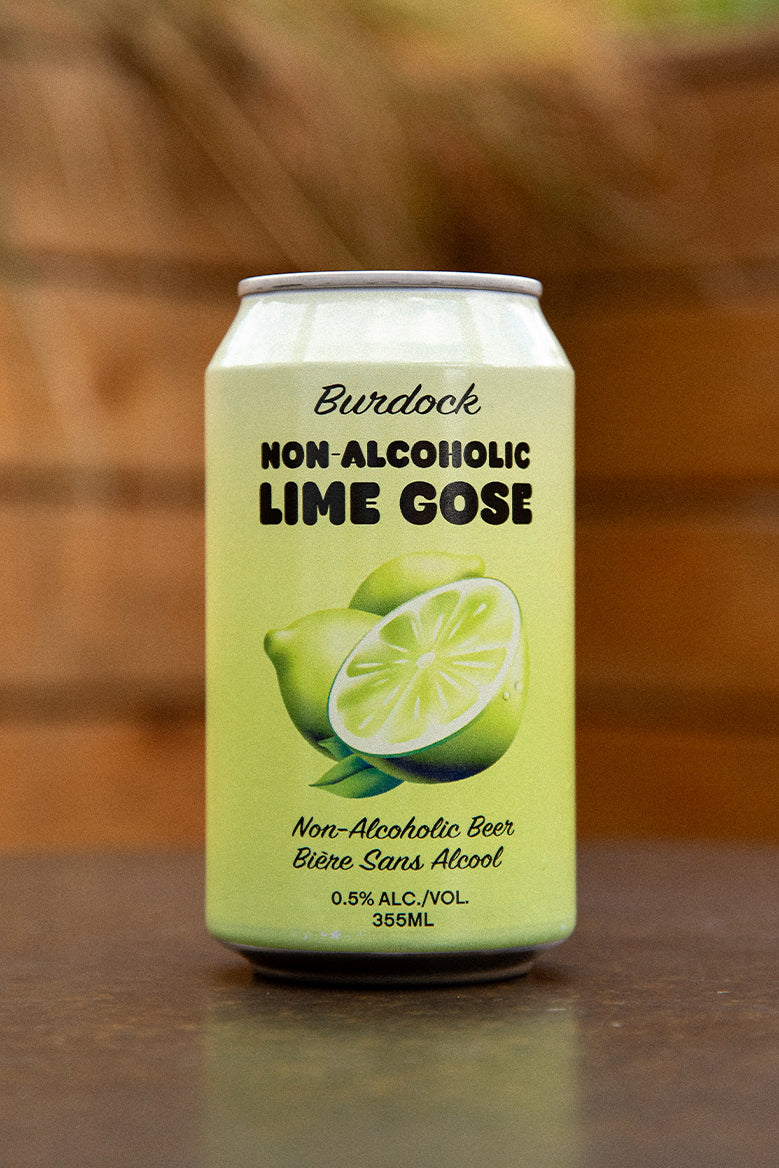 Burdock
NON-ALCOHOLIC
LIME GOSE
Non-Alcoholic Beer
Bière Sans Alcool
0.5% ALC./VOL.
355ML